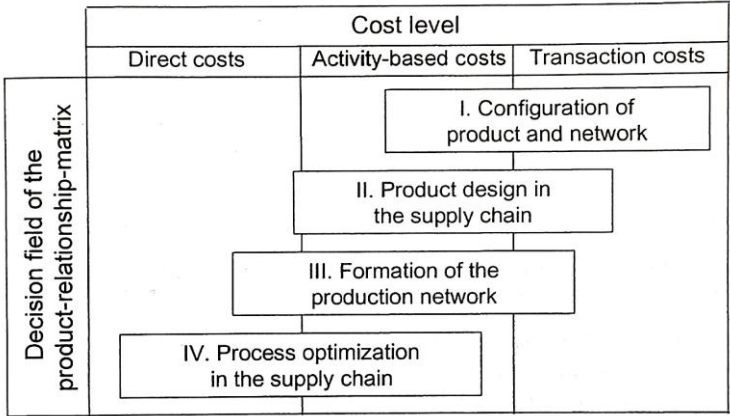 Cost level
Direct costs
Activity-based costs
Transaction costs
Decision field of the
product-relationship-matrix
I. Configuration of
product and network
II. Product design in
the supply chain
III. Formation of the
production network
IV. Process optimization
in the supply chain